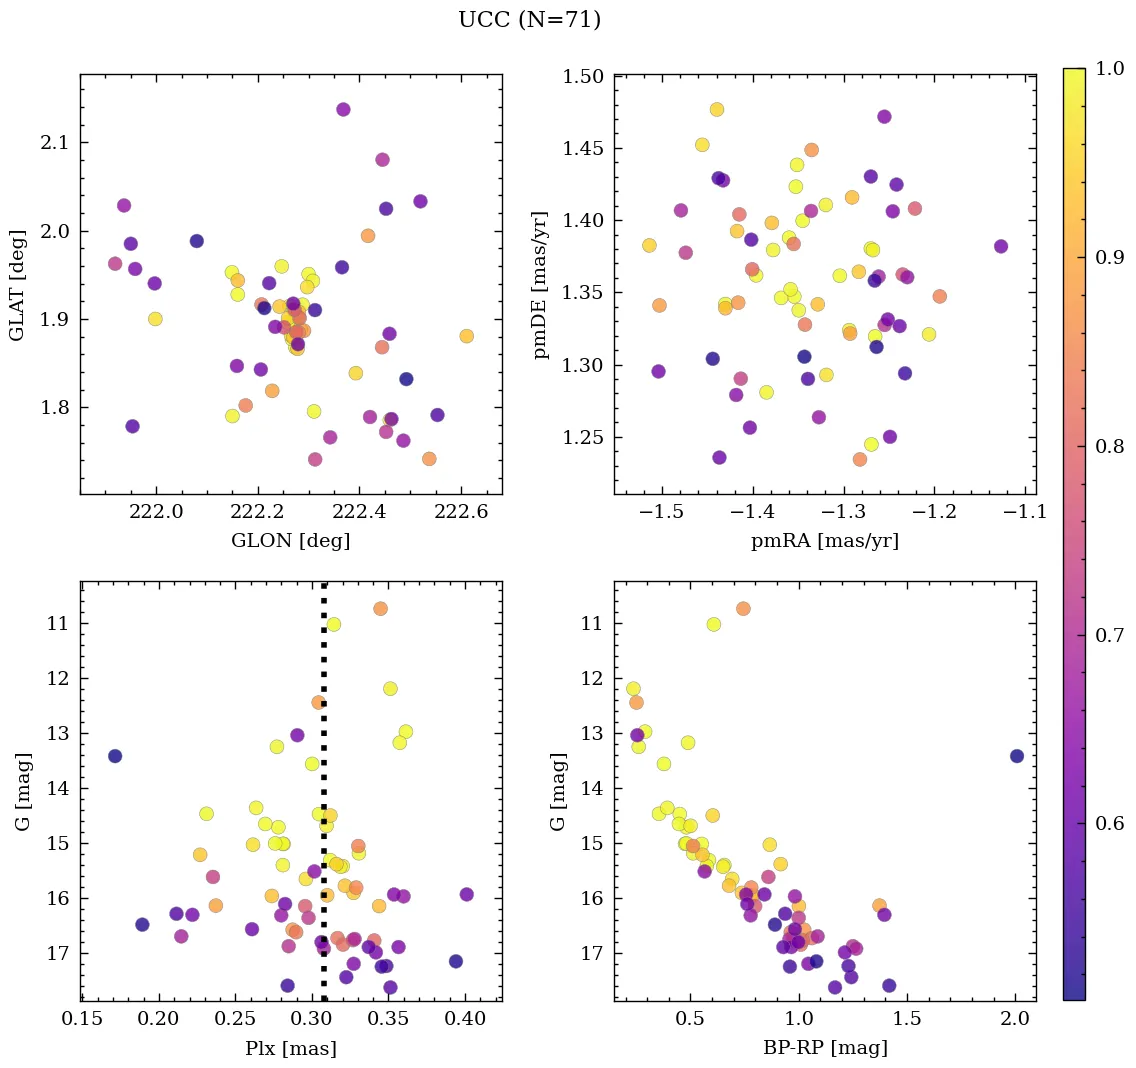 UCC (N=71)
2.1
2.0
1.9
1.8
GLAT [deg]
222.0 222.2 222.4 222.6
GLON [deg]
1.50
1.45
1.40
1.35
1.30
1.25
pmDE [mas/yr]
−1.5 −1.4 −1.3 −1.2 −1.1
pmRA [mas/yr]
11
12
13
14
15
16
17
G [mag]
0.15 0.20 0.25 0.30 0.35 0.40
Plx [mas]
11
12
13
14
15
16
17
G [mag]
0.5 1.0 1.5 2.0
BP-RP [mag]
1.0
0.9
0.8
0.7
0.6